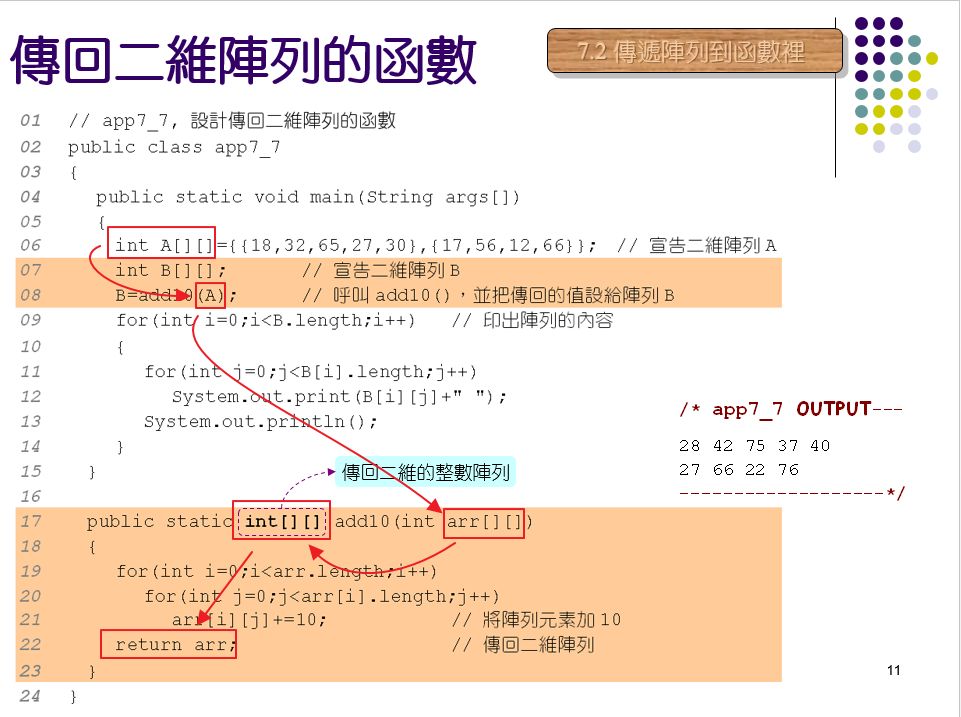 傳回二維陣列的函數
7.2 傳遞陣列到函數裡
01 // app7_7, 設計傳回二維陣列的函數
02 public class app7_7
03 {
04 public static void main(String args[])
05 {
06 int A[][]={{18,32,65,27,30},{17,56,12,66}}; // 宣告二維陣列 A
07 int B[][]; // 宣告二維陣列 B
08 B=add10(A); // 呼叫 add10()，並把傳回的值設給陣列 B
09 for(int i=0;i<B.length;i++) // 印出陣列的內容
10 {
11 for(int j=0;j<B[i].length;j++)
12 System.out.print(B[i][j]+" ");
13 System.out.println();
14 }
15 }
傳回二維的整數陣列
16
17 public static int[][] add10(int arr[][])
18 {
19 for(int i=0;i<arr.length;i++)
20 for(int j=0;j<arr[i].length;j++)
21 arr[i][j]+=10; // 將陣列元素加 10
22 return arr; // 傳回二維陣列
23 }
24 }
/* app7_7 OUTPUT---
28 42 75 37 40
27 66 22 76
-------------------*/
11